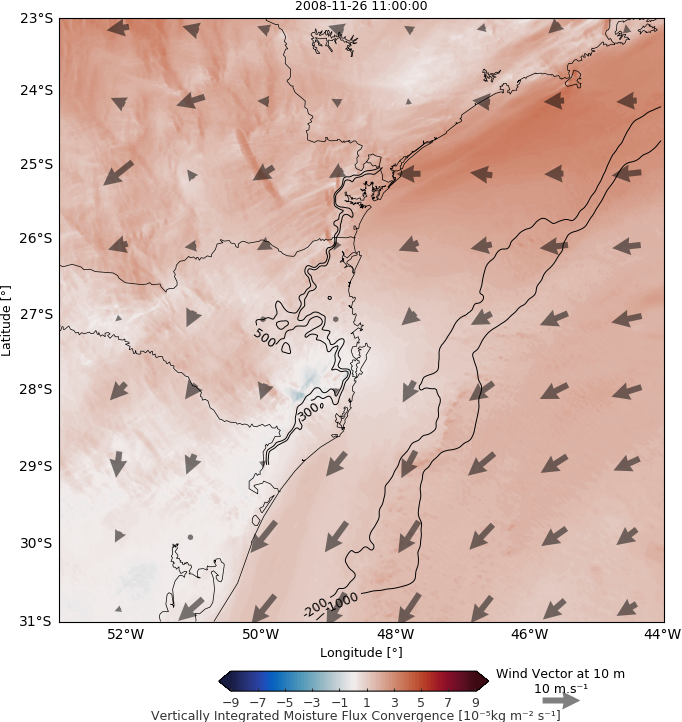 2008-11-26 11:00:00
23°S
24°S
25°S
26°S
27°S
28°S
29°S
30°S
31°S
Latitude [°]
500
300
-200
-1000
52°W 50°W 48°W 46°W 44°W
Longitude [°]
−9 −7 −5 −3 −1 1 3 5 7 9
Vertically Integrated Moisture Flux Convergence [10⁻⁵kg m⁻² s⁻¹]
Wind Vector at 10 m
10 m.s⁻¹